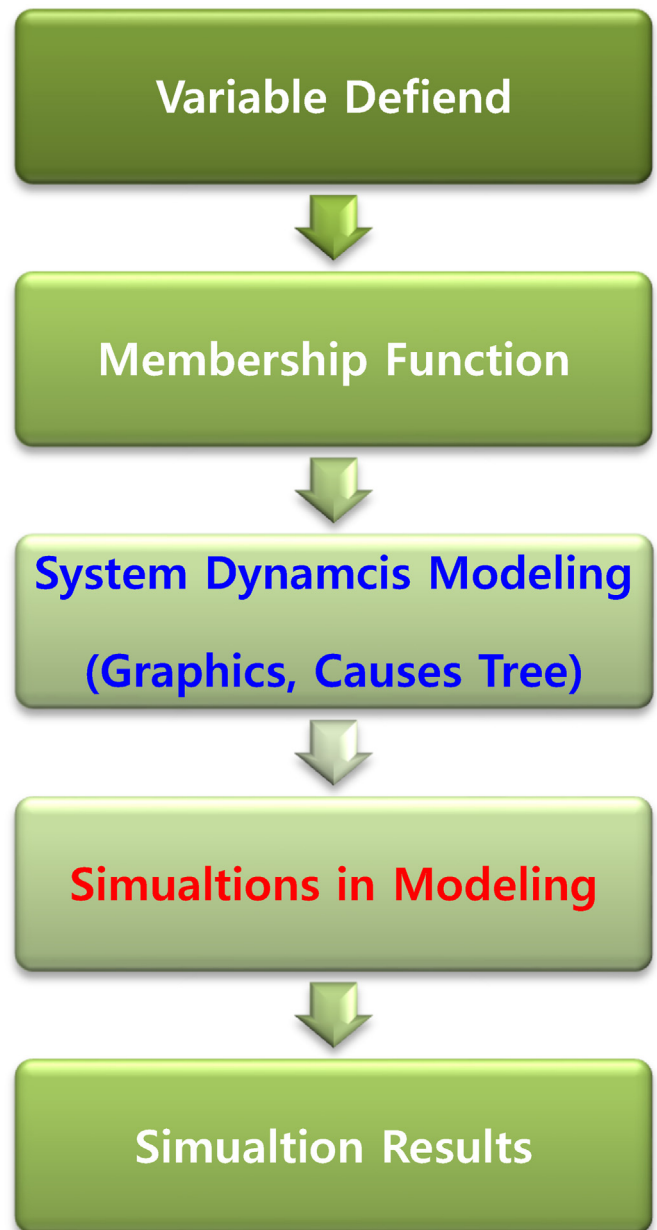 Variable Defiend
Membership Function
System Dynamcis Modeling
(Graphics, Causes Tree)
Simualtions in Modeling
Simualtion Results